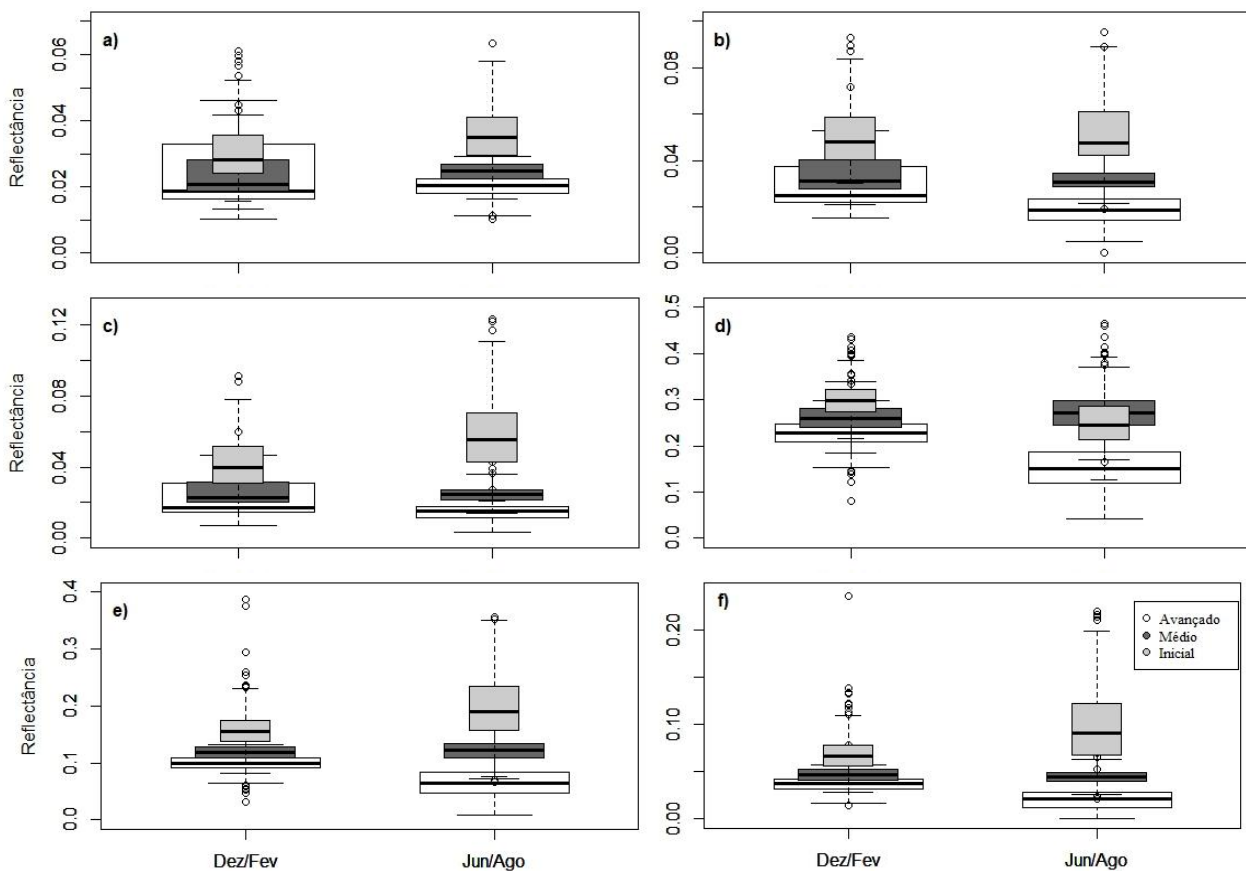 a)
b)
Reflectância
0.00
0.02
0.04
0.06
0.00
0.04
0.08
c)
d)
Reflectância
0.00
0.04
0.08
0.12
0.0
0.1
0.2
0.3
0.4
0.5
e)
f)
Reflectância
0.0
0.1
0.2
0.3
0.4
0.00
0.10
0.20
Avançado
Médio
Inicial
Dez/Fev
Jun/Ago
Dez/Fev
Jun/Ago